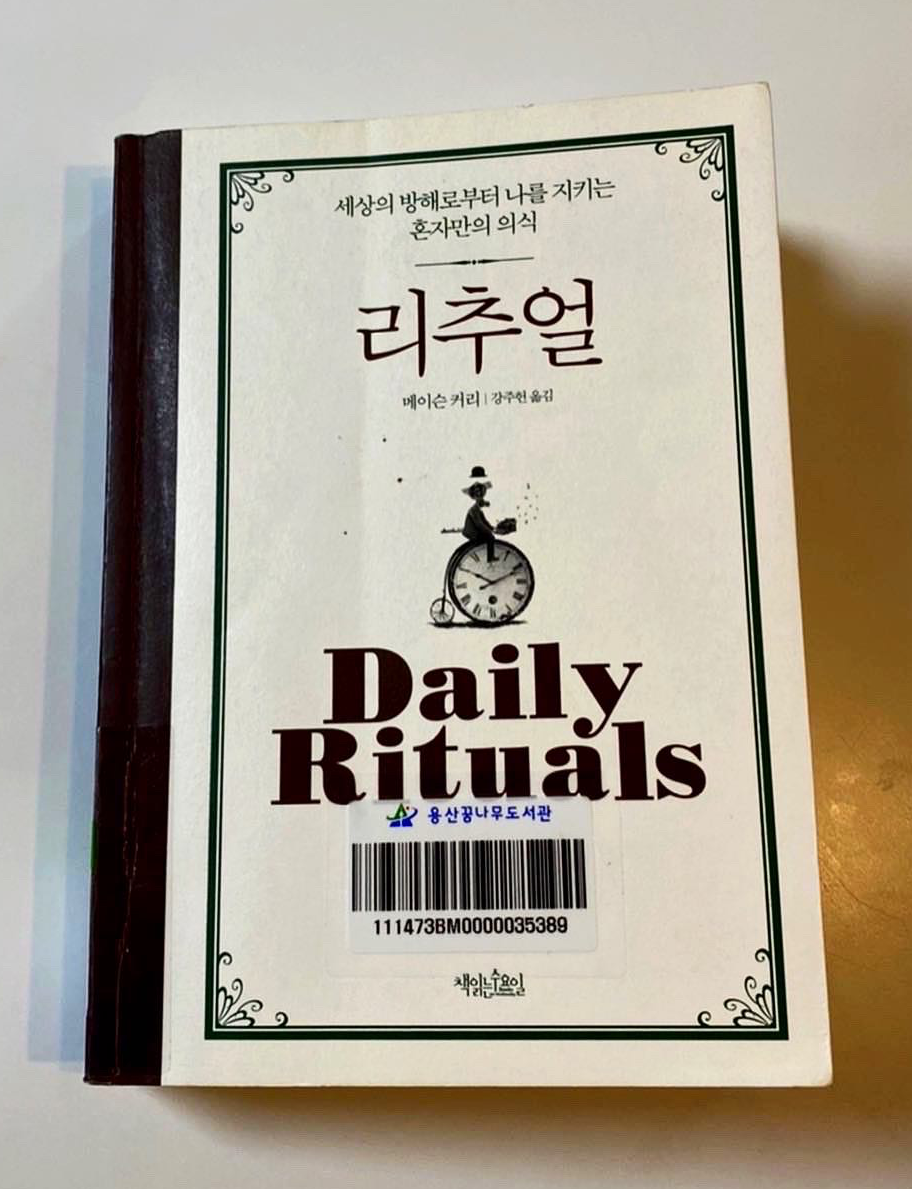 세상의 방해로부터 나를 지키는
혼자만의 의식
리추얼
메이슨 커리 | 강주헌 옮김
Daily
Rituals
용산꿈나무도서관
111473BM0000035389
책읽는수요일